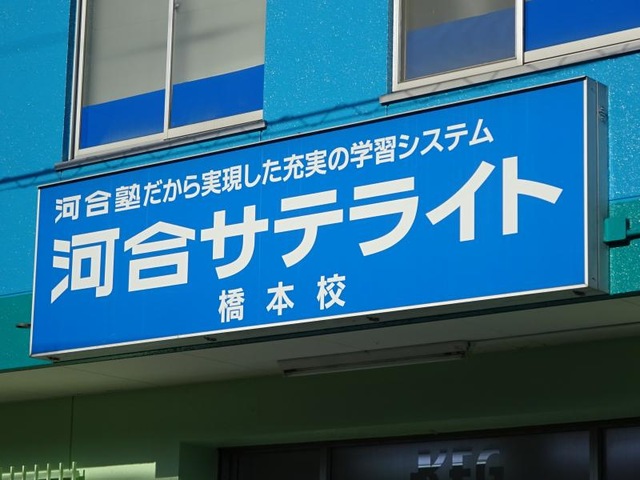 河合塾だから実現した充実の学習システム
河合サテライト
橋本校
KEG